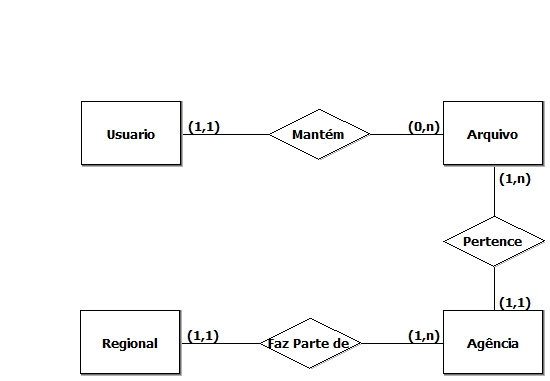 Usuario (1,1) Mantém (0,n) Arquivo
(1,n)
Pertence
(1,1)
Regional (1,1) Faz Parte de (1,n) Agência